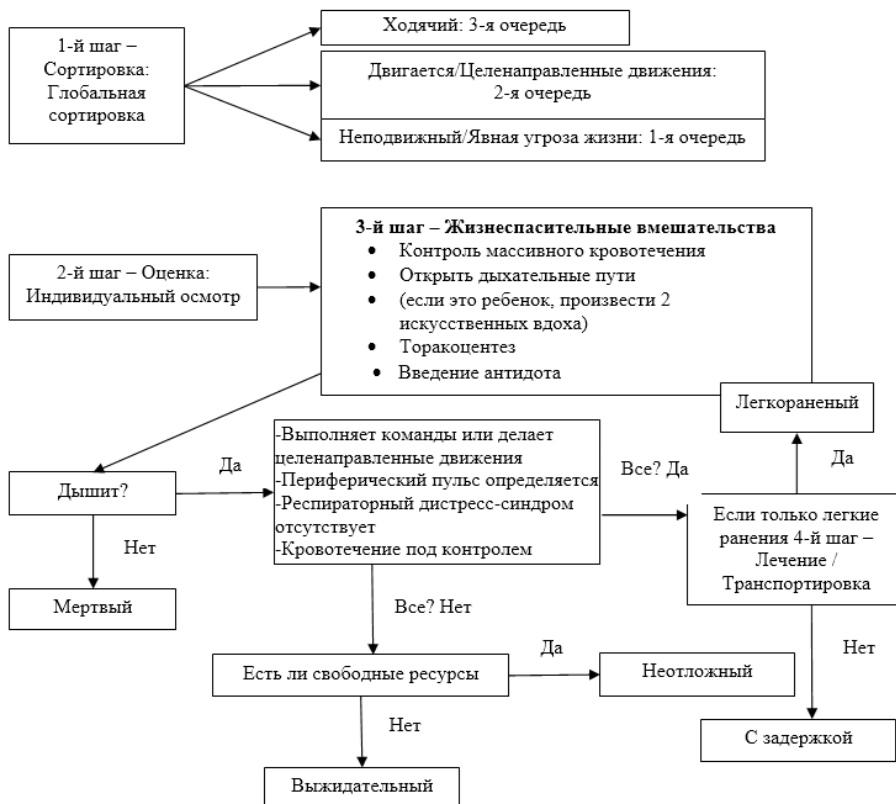 1-й шаг –
Сортировка:
Глобальная
сортировка
Ходячий: 3-я очередь
Двигается/Целенаправленные движения:
2-я очередь
Неподвижный/Явная угроза жизни: 1-я очередь
2-й шаг – Оценка:
Индивидуальный осмотр
3-й шаг – Жизнеспасительные вмешательства
• Контроль массивного кровотечения
• Открыть дыхательные пути
• (если это ребенок, произвести 2
искусственных вдоха)
• Торакоцентез
• Введение антидота
Легкораненый
Да
Дышит?
Да
-Выполняет команды или делает
целенаправленные движения
-Периферический пульс определяется
-Респираторный дистресс-синдром
отсутствует
-Кровотечение под контролем
Все? Да
Если только легкие
ранения 4-й шаг –
Лечение /
Транспортировка
Нет
Мертвый
Все? Нет
Нет
Есть ли свободные ресурсы
Да
Неотложный
Нет
С задержкой
Выжидательный